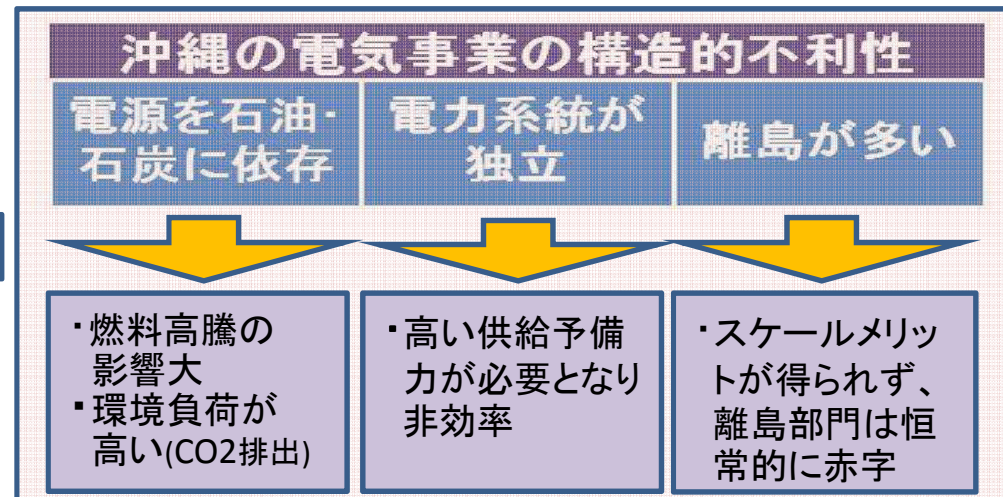 沖縄の電気事業の構造的不利性
電源を石油・
石炭に依存
電力系統が
独立
離島が多い
・燃料高騰の
影響大
・環境負荷が
高い(CO2排出)
・高い供給予備
力が必要となり
非効率
・スケールメリッ
トが得られず、
離島部門は恒
常的に赤字